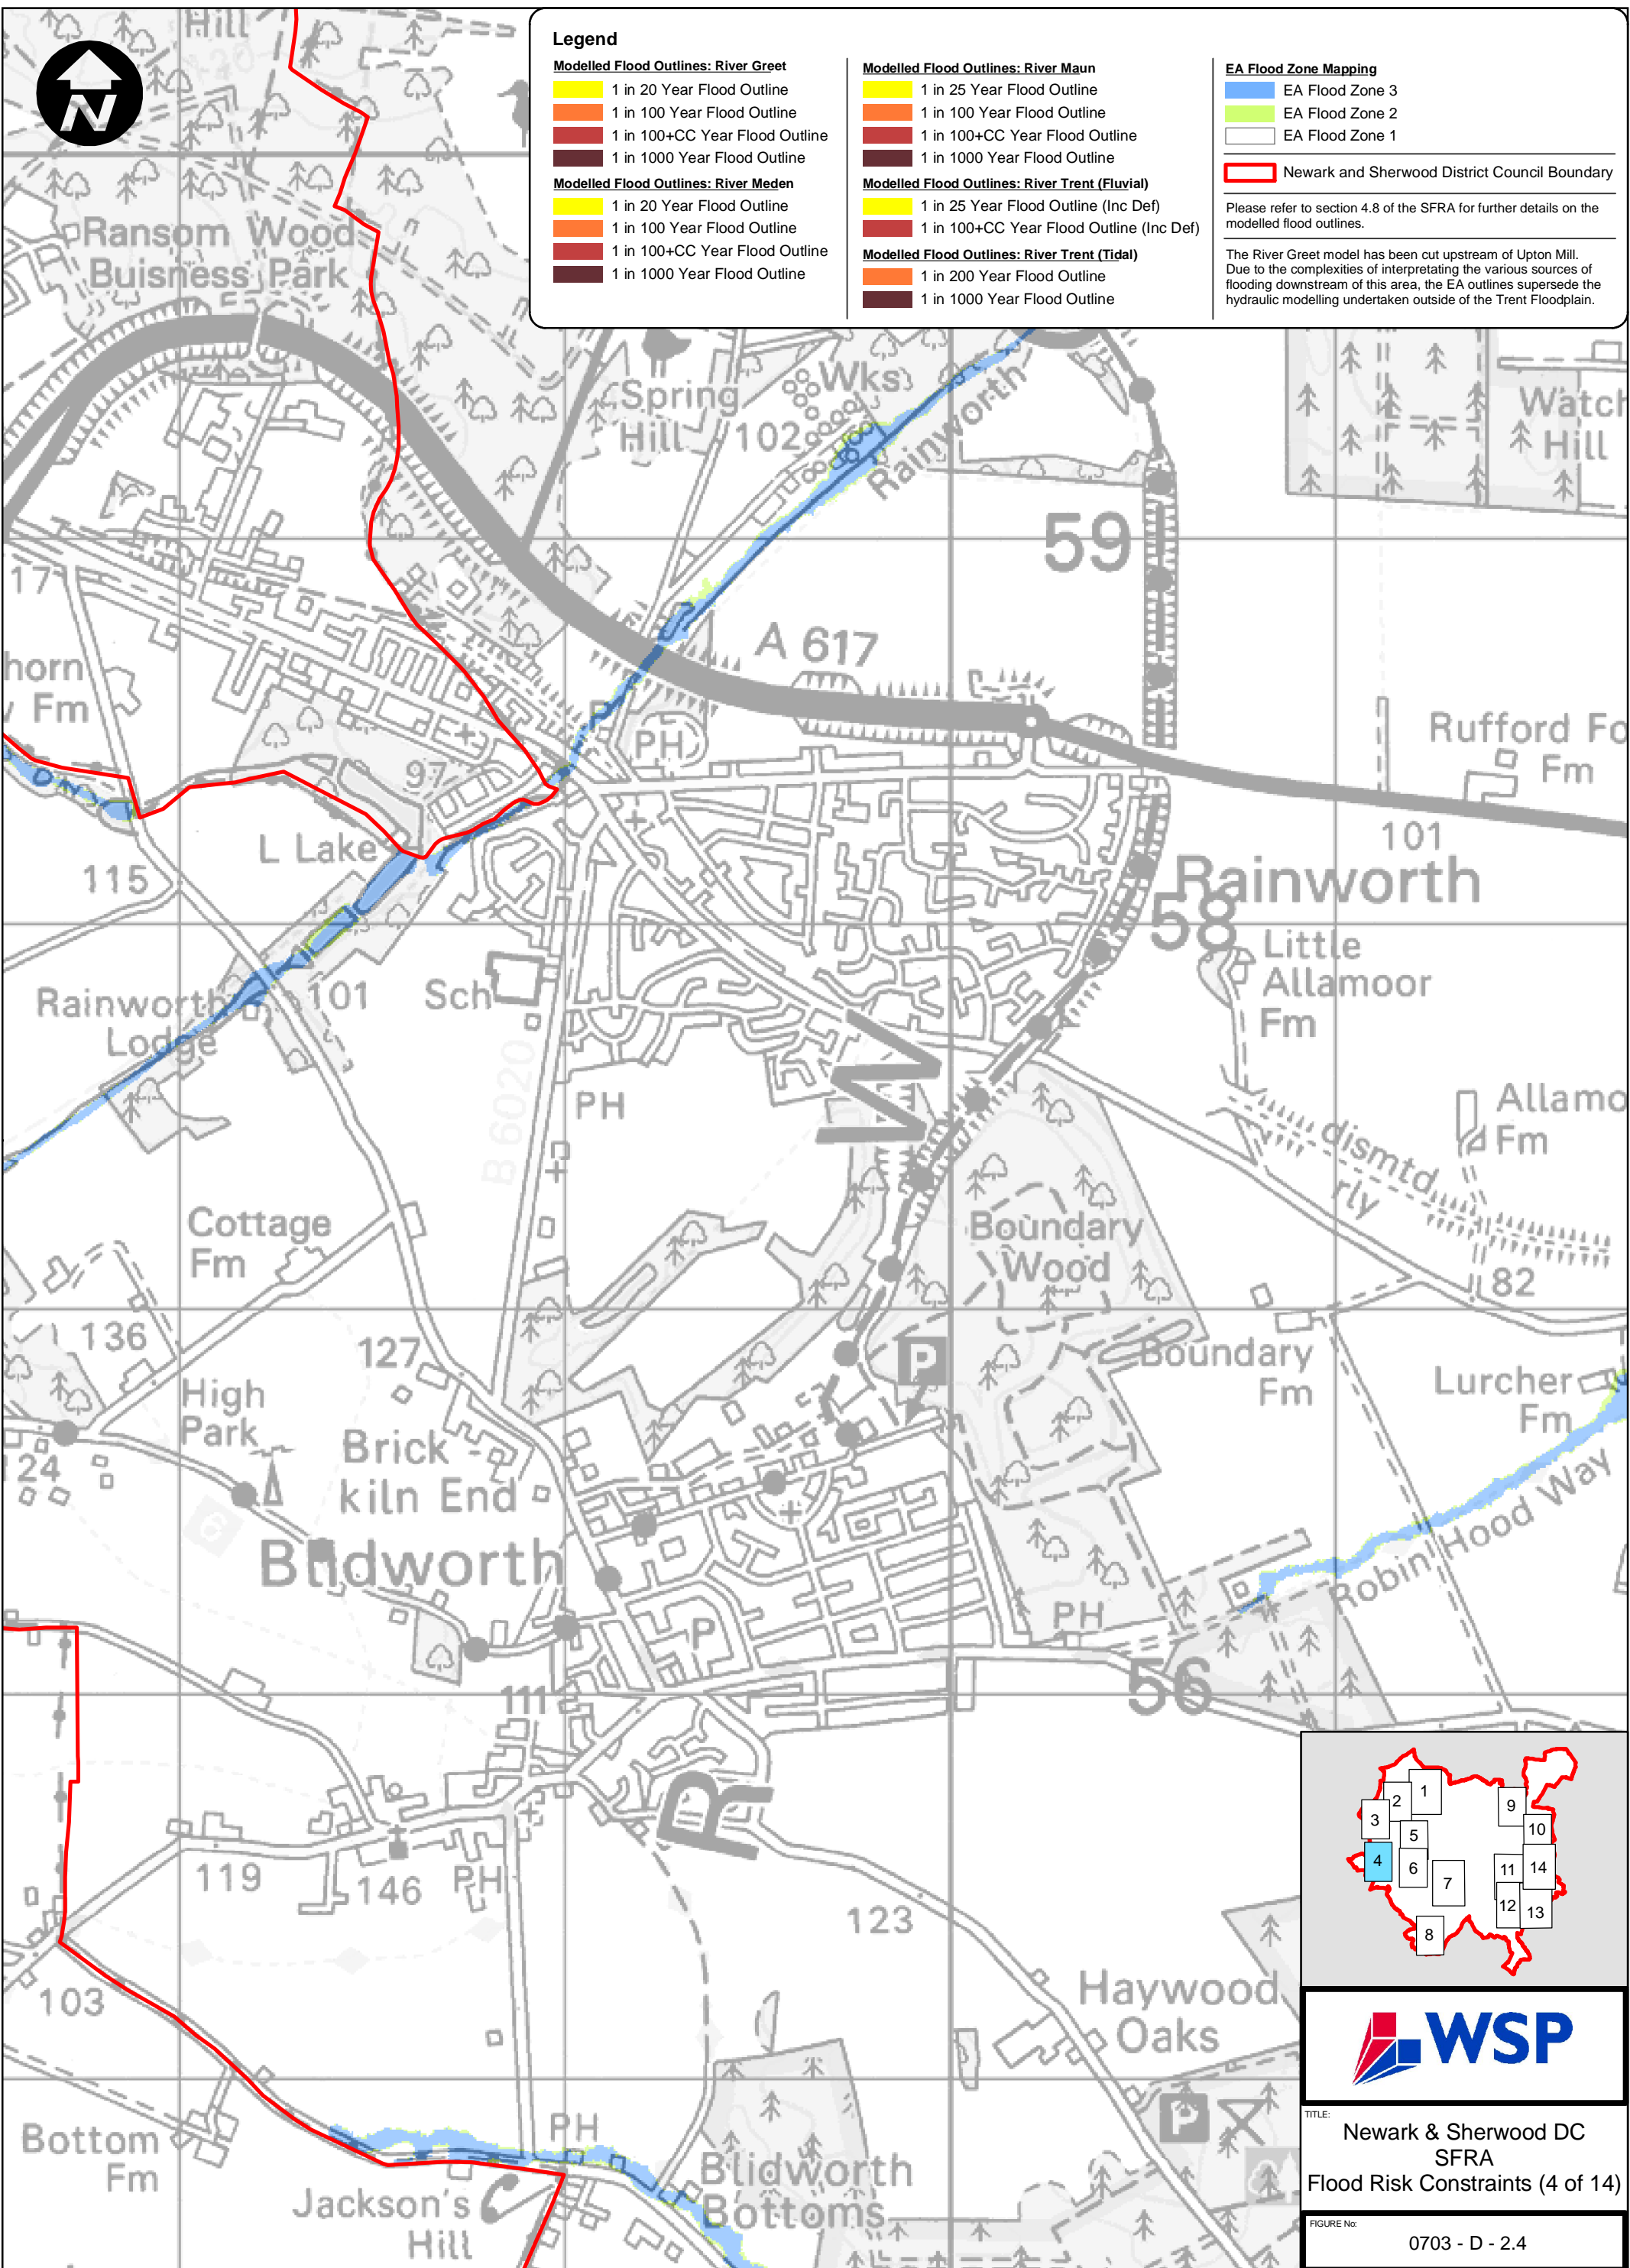 Hill
N
Legend
Modelled Flood Outlines: River Greet
1 in 20 Year Flood Outline
1 in 100 Year Flood Outline
1 in 100+CC Year Flood Outline
1 in 1000 Year Flood Outline
Modelled Flood Outlines: River Meden
1 in 20 Year Flood Outline
1 in 100 Year Flood Outline
1 in 100+CC Year Flood Outline
1 in 1000 Year Flood Outline
Modelled Flood Outlines: River Maun
1 in 25 Year Flood Outline
1 in 100 Year Flood Outline
1 in 100+CC Year Outline
1 in 1000 Year Flood Outline
Modelled Flood Outlines: River Trent (Fluvial)
1 in 25 Year Flood Outline (Inc Def)
1 in 100+CC Year Flood Outline (Inc Def)
Modelled Flood Outlines: River Trent (Tidal)
1 in 200 Year Flood Outline
1 in 1000 Year Flood Outline
EA Flood Zone Mapping
EA Flood Zone 3
EA Flood Zone 2
EA Flood Zone 1
Newark and Sherwood District Council Boundary
Please refer to section 4.8 of the SFRA for further details on the
modelled flood outlines.
The River Greet model has been cut upstream of Upton Mill.
Due to the complexities of interpretating the various sources of
flooding downstream of this area, the EA outlines supersede the
hydraulic modelling undertaken outside of the Trent Floodplain.
Ransom Wood
Buisness Park
Spring
Hill
102
Wks
Rainworth
Watch
Hill
59
17
A 617
horn
Fm
PH
Rufford Fo
Fm
97
L Lake
101
115
Rainworth
58
Little
Allamoor
Fm
Rainworth
Lodge
101
Sch
B 6020
PH
W
Allamo
Fm
dismtd
rly
Cottage
Fm
Boundary
Wood
82
136
127
P
Boundary
Fm
Lurcher
Fm
High
Park
Brick
kiln End
124
6
Robin Hood Way
Blidworth
PH
P
56
111
R
119
146
PH
123
103
Haywood
Oaks
P
Bottom
Fm
PH
Blidworth
Bottoms
Jackson's
Hill
1
2
3
4
5
6
7
8
9
10
11
14
12
13
WSP
TITLE:
Newark & Sherwood DC
SFRA
Flood Risk Constraints (4 of 14)
FIGURE No:
0703 - D - 2.4